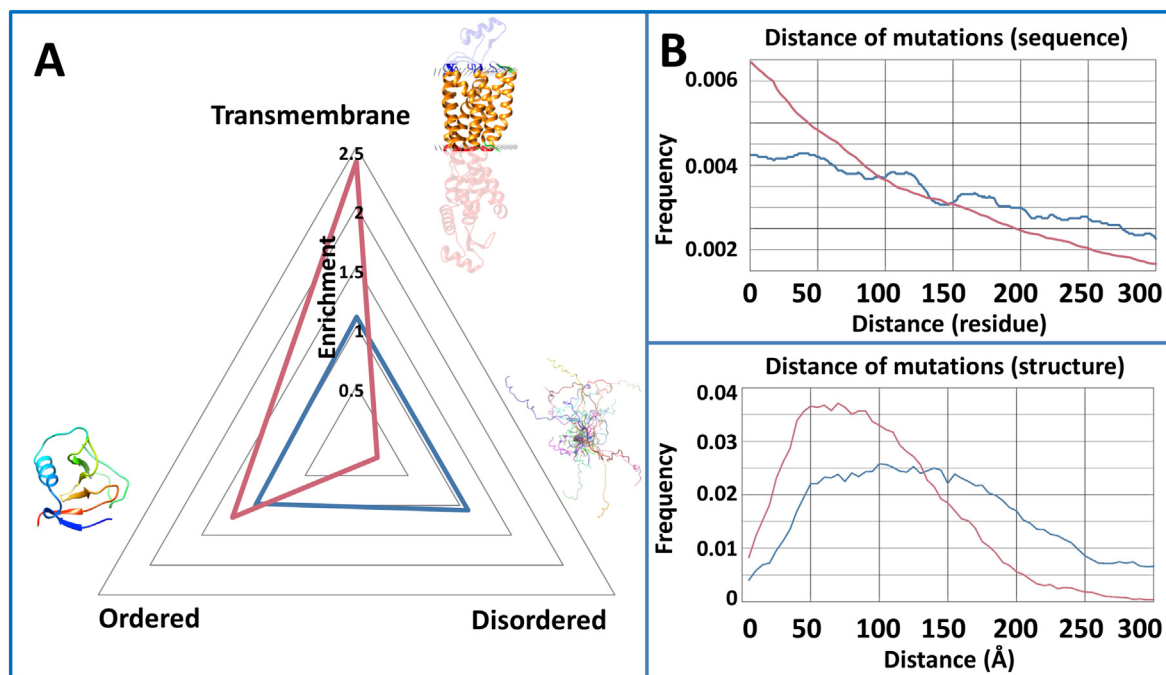 A
Transmembrane
2.5
2
1.5
1
0.5
Enrichment
Ordered
Disordered
B
Distance of mutations (sequence)
0.006
0.004
0.002
Frequency
0 50 100 150 200 300
Distance (residue)
Distance of mutations (structure)
0.04
0.03
0.02
0.01
0
Frequency
0 50 100 150 200 250 300
Distance (Å)